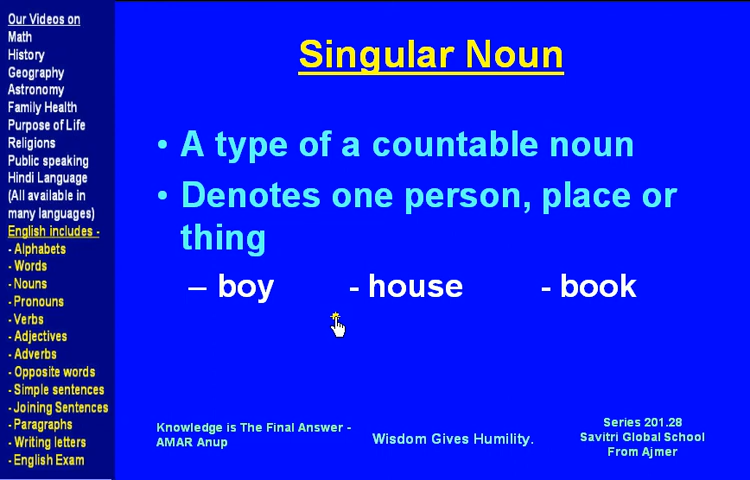 Our Videos on
Math
History
Geography
Astronomy
Family Health
Purpose of Life
Religions
Public speaking
Hindi Language
(All available in
many languages)
English includes -
- Alphabets
- Words
- Nouns
- Pronouns
- Verbs
- Adjectives
- Adverbs
- Opposite words
- Simple sentences
- Joining Sentences
- Paragraphs
- Writing letters
- English Exam
Singular Noun
• A type of a countable noun
• Denotes one person, place or
thing
– boy - house - book
Knowledge is The Final Answer -
AMAR Anup
Wisdom Gives Humility.
Series 201.28
Savitri Global School
From Ajmer